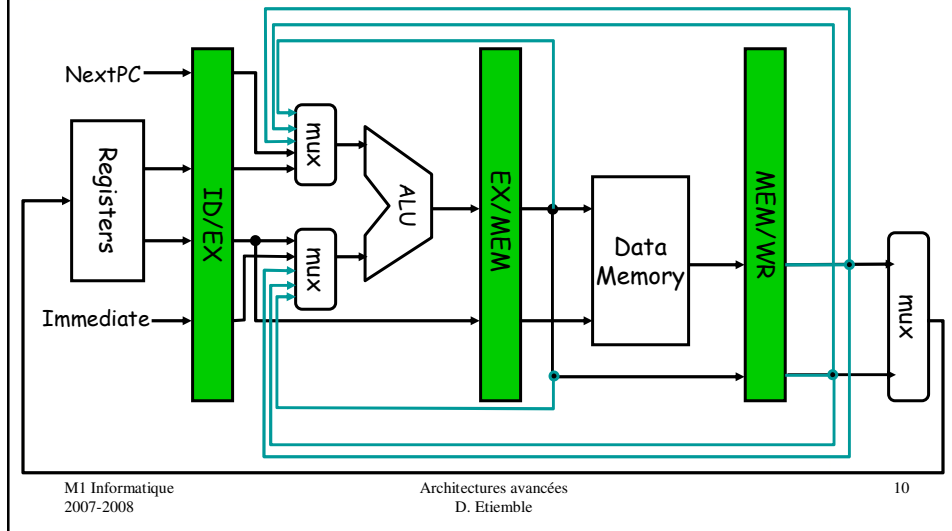 NextPC
Registers
Immediate
ID/EX
mux
mux
ALU
EX/MEM
Data
Memory
MEM/WR
mux
M1 Informatique
2007-2008
Architectures avancées
D. Etiemble
10